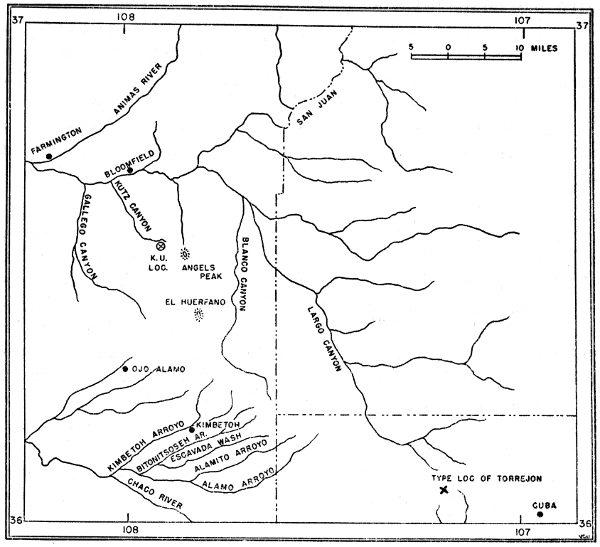 37
108
107
37
5 0 5 10 MILES
ANIMAS RIVER
SAN JUAN
FARMINGTON
BLOOMFIELD
KUTZ CANYON
GALLEGO CANYON
K.U.
LOC.
ANGELS
PEAK
BLANCO CANYON
EL HUERFANO
LARGO CANYON
OJO ALAMO
KIMBETOH
KIMBETOH ARROYO
BITONITSOSEH AR.
ESCAVADA WASH
ALAMITO ARROYO
ALAMO ARROYO
CHACO RIVER
TYPE LOC OF TORREJON
CUBA
36
108
107
36